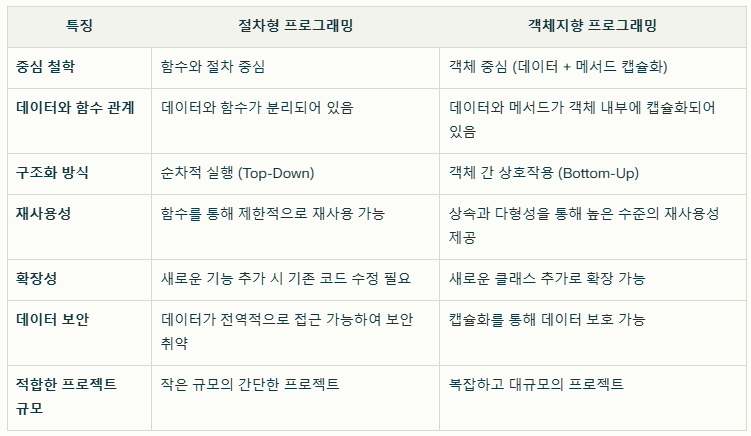 특징 절차형 프로그래밍 객체지향 프로그래밍
중심 철학 함수와 절차 중심 객체 중심 (데이터 + 메서드 캡슐화)
데이터와 함수 관계 데이터와 함수가 분리되어 있음 데이터와 메서드가 객체 내부에 캡슐화되어
있음
구조화 방식 순차적 실행 (Top-Down) 객체 간 상호작용 (Bottom-Up)
재사용성 함수를 통해 제한적으로 재사용 가능 상속과 다형성을 통해 높은 수준의 재사용성
제공
확장성 새로운 기능 추가 시 기존 코드 수정 필요 새로운 클래스 추가로 확장 가능
데이터 보안 데이터가 전역적으로 접근 가능하여 보안 캡슐화를 통해 데이터 보호 가능
취약
적합한 프로젝트 작은 규모의 간단한 프로젝트 복잡하고 대규모의 프로젝트
규모